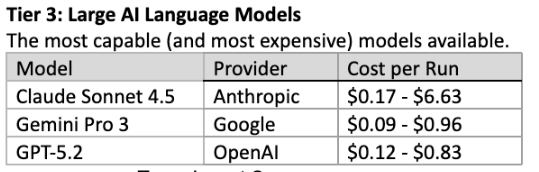 Tier 3: Large AI Language Models
The most capable (and most expensive) models available.
Model Provider Cost per Run
Claude Sonnet 4.5 Anthropic $0.17 - $6.63
Gemini Pro 3 Google $0.09 - $0.96
GPT-5.2 OpenAI $0.12 - $0.83